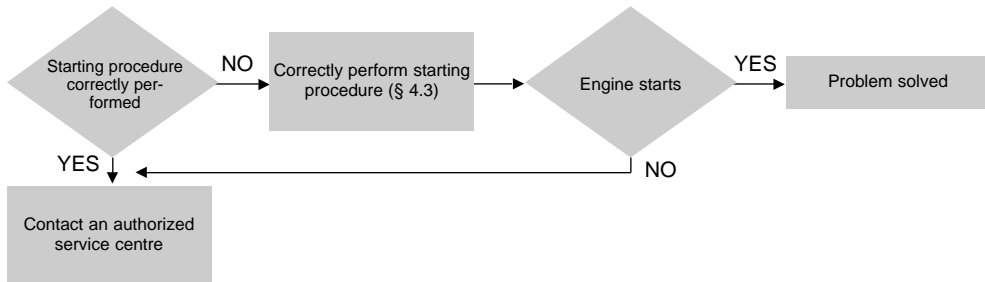 Starting procedure
correctly per-
formed
NO
Correctly perform starting
procedure (§ 4.3)
Engine starts
YES
Problem solved
YES
NO
Contact an authorized
service centre